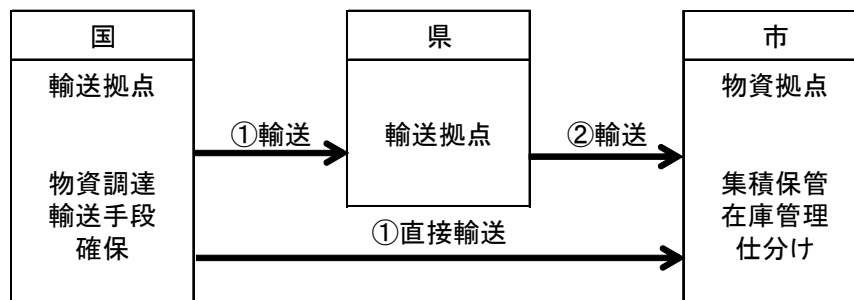 国
輸送拠点
物資調達
輸送手段
確保
①輸送
県
輸送拠点
②輸送
①直接輸送
市
物資拠点
集積保管
在庫管理
仕分け